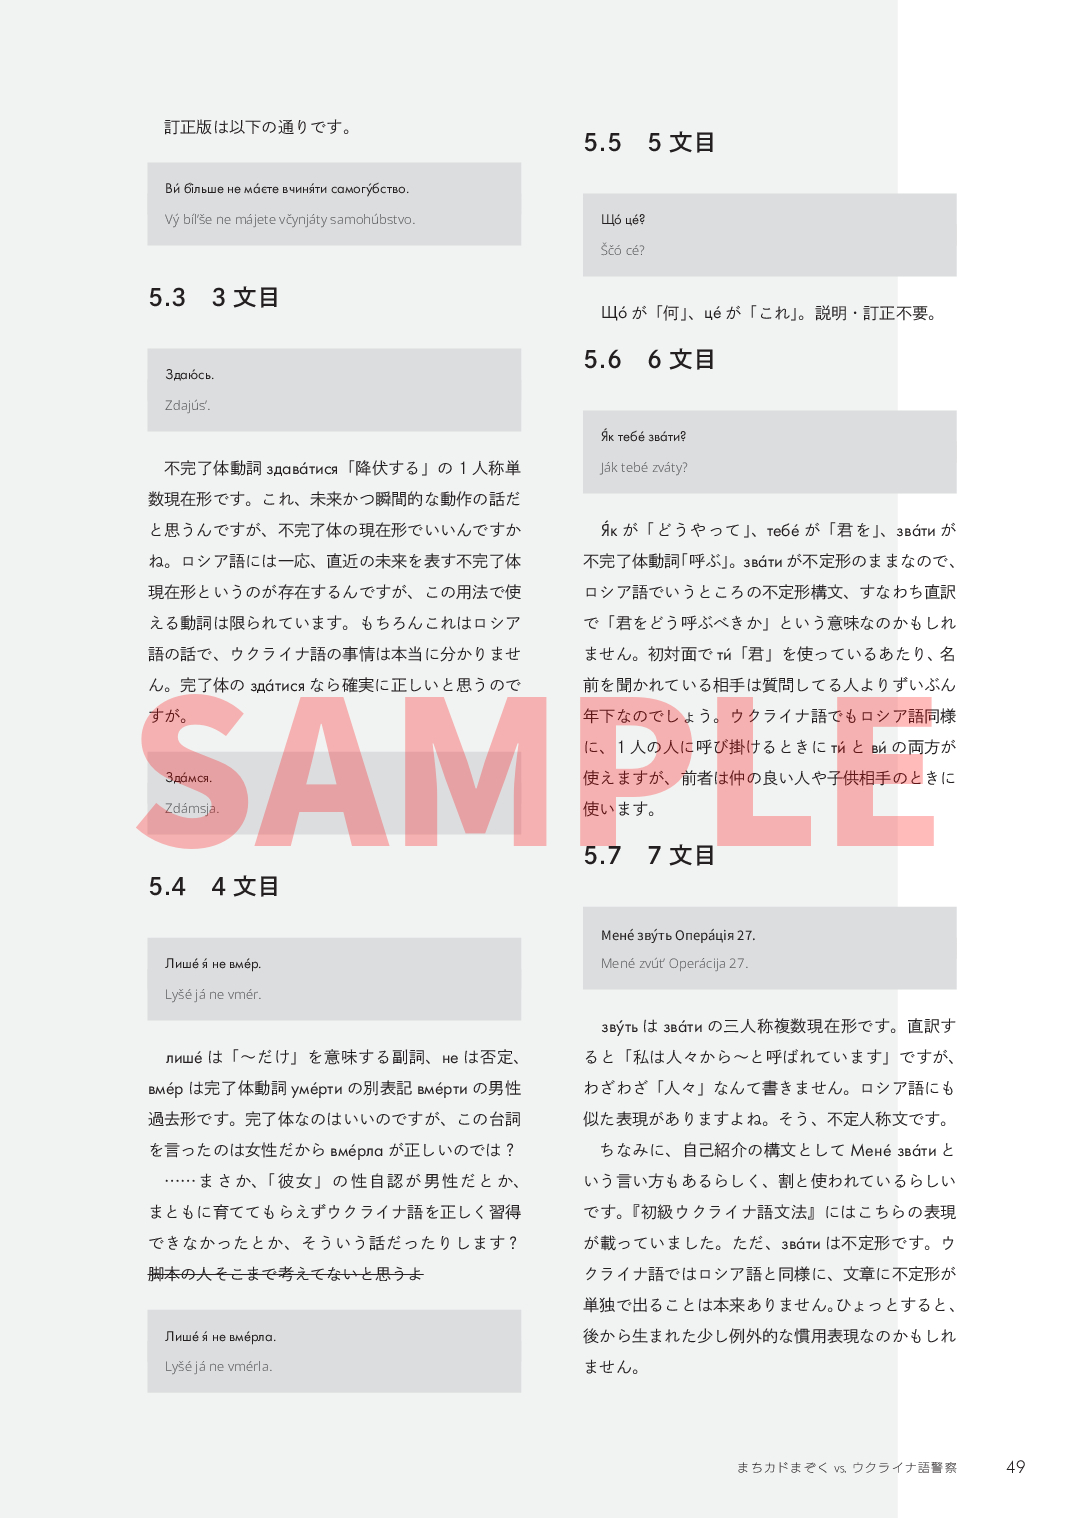 訂正版は以下の通りです。
Ви́ бі́льше не ма́єте вчиня́ти самогу́бство.
Vý bíl’še ne májete včynjáty samohúbstvo.
5.3 3 文目
Здаю́сь.
Zdajús’.
不完了体動詞 здава́тися「降伏する」の 1 人称単
数現在形です。これ、未来かつ瞬間的な動作の話だ
と思うんですが、不完了体の現在形でいいんですか
ね。ロシア語には一応、直近の未来を表す不完了体
現在形というのが存在するんですが、この用法で使
える動詞は限られています。もちろんこれはロシア
語の話で、ウクライナ語の事情は本当に分かりませ
ん。完了体の зда́тися なら確実に正しいと思うので
すが。
Зда́мся.
Zdámsja.
5.4 4 文目
Лише́ я́ не вме́р.
Lyšé já ne vmér.
лише́ は「〜だけ」を意味する副詞、не は否定、
вме́р は完了体動詞 уме́рти の別表記 вме́рти の男性
過去形です。完了体なのはいいのですが、この台詞
を言ったのは女性だから вме́рла が正しいのでは？
……まさか、「彼女」の性自認が男性だとか、
まともに育ててもらえずウクライナ語を正しく習得
できなかったとか、そういう話だったりします？
脚本の人そこまで考えてないと思うよ
Лише́ я́ не вме́рла.
Lyšé já ne vmérla.
5.5 5 文目
Що́ це́?
Ščó cé?
Що́ が「何」、це́ が「これ」。説明・訂正不要。
5.6 6 文目
Я́к тебе́ зва́ти?
Ják tebé zváty?
Я́к が「どうやって」、тебе́ が「君を」、зва́ти が
不完了体動詞「呼ぶ」。зва́ти が不定形のままなので、
ロシア語でいうところの不定形構文、すなわち直訳
で「君をどう呼ぶべきか」という意味なのかもしれ
ません。初対面で ти́「君」を使っているあたり、名
前を聞かれている相手は質問してる人よりずいぶん
年下なのでしょう。ウクライナ語でもロシア語同様
に、1 人の人に呼び掛けるときに ти́ と ви́ の両方が
使えますが、前者は仲の良い人や子供相手のときに
使います。
5.7 7 文目
Мене́ зву́ть Опера́ція 27.
Mené zvút’ Operácija 27.
зву́ть は зва́ти の三人称複数現在形です。直訳す
ると「私は人々から〜と呼ばれています」ですが、
わざわざ「人々」なんて書きません。ロシア語にも
似た表現がありますよね。そう、不定人称文です。
ちなみに、自己紹介の構文として Мене́ зва́ти と
いう言い方もあるらしく、割と使われているらしい
です。『初級ウクライナ語文法』にはこちらの表現
が載っていました。ただ、зва́ти は不定形です。ウ
クライナ語ではロシア語と同様に、文章に不定形が
単独で出ることは本来ありません。ひょっとすると、
後から生まれた少し例外的な慣用表現なのかもしれ
ません。
SAMPLE
まちカドまぞく vs. ウクライナ語警察 49